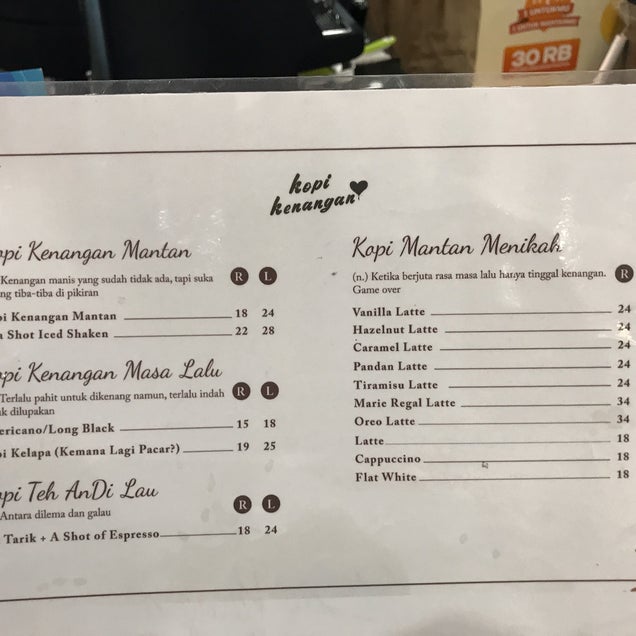 1 UNTUKMU
1 UNTUK
30 RB
kopi
kenangan
pi Kenangan Mantan
Kenangan manis yang sudah tidak ada, tapi suka
ng tiba-tiba di pikiran
R L
pi Kenangan Mantan 18 24
a Shot Iced Shaken 22 28
pi Kenangan Masa Lalu
Terlalu pahit untuk dikenang namun, terlalu indah
k dilupakan
R L
ericano/Long Black 15 18
pi Kelapa (Kemana Lagi Pacar?) 19 25
pi Teh AnDi Lau
Antara dilema dan galau
R L
Tarik + A Shot of Espresso 18 24
Kopi Mantan Menikah
(n.) Ketika berjuta rasa masa lalu hanya tinggal kenangan.
Game over
R
Vanilla Latte 24
Hazelnut Latte 24
Caramel Latte 24
Pandan Latte 24
Tiramisu Latte 24
Marie Regal Latte 34
Oreo Latte 34
Latte 18
Cappuccino 18
Flat White 18